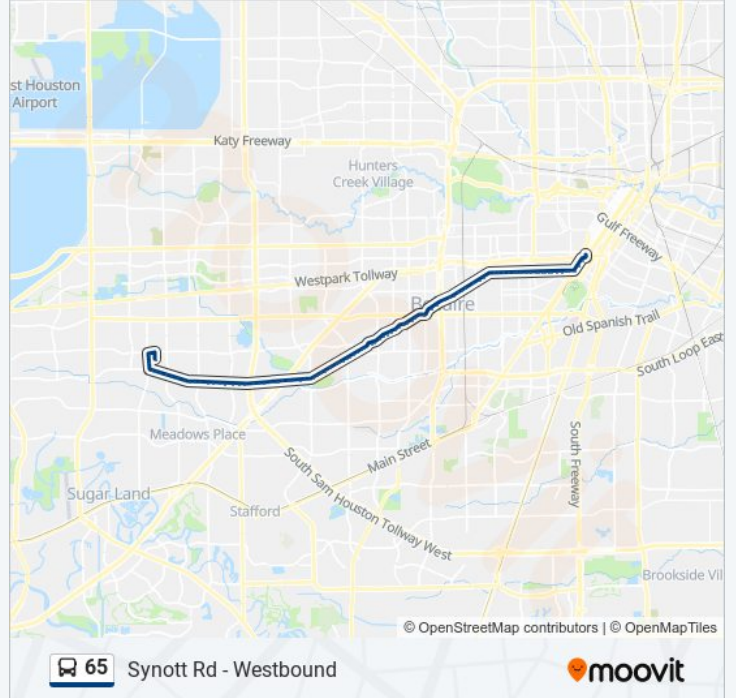 st Houston
Airport
Katy Freeway
Hunters
Creek Village
Gulf Freeway
Westpark Tollway
Old Spanish Trail
South Loop East
Meadows Place
Main Street
South Freeway
South Sam Houston Tollway West
Sugar Land
Stafford
Brookside Vil
© OpenStreetMap contributors | © OpenMapTiles
65 Synott Rd - Westbound
moovit